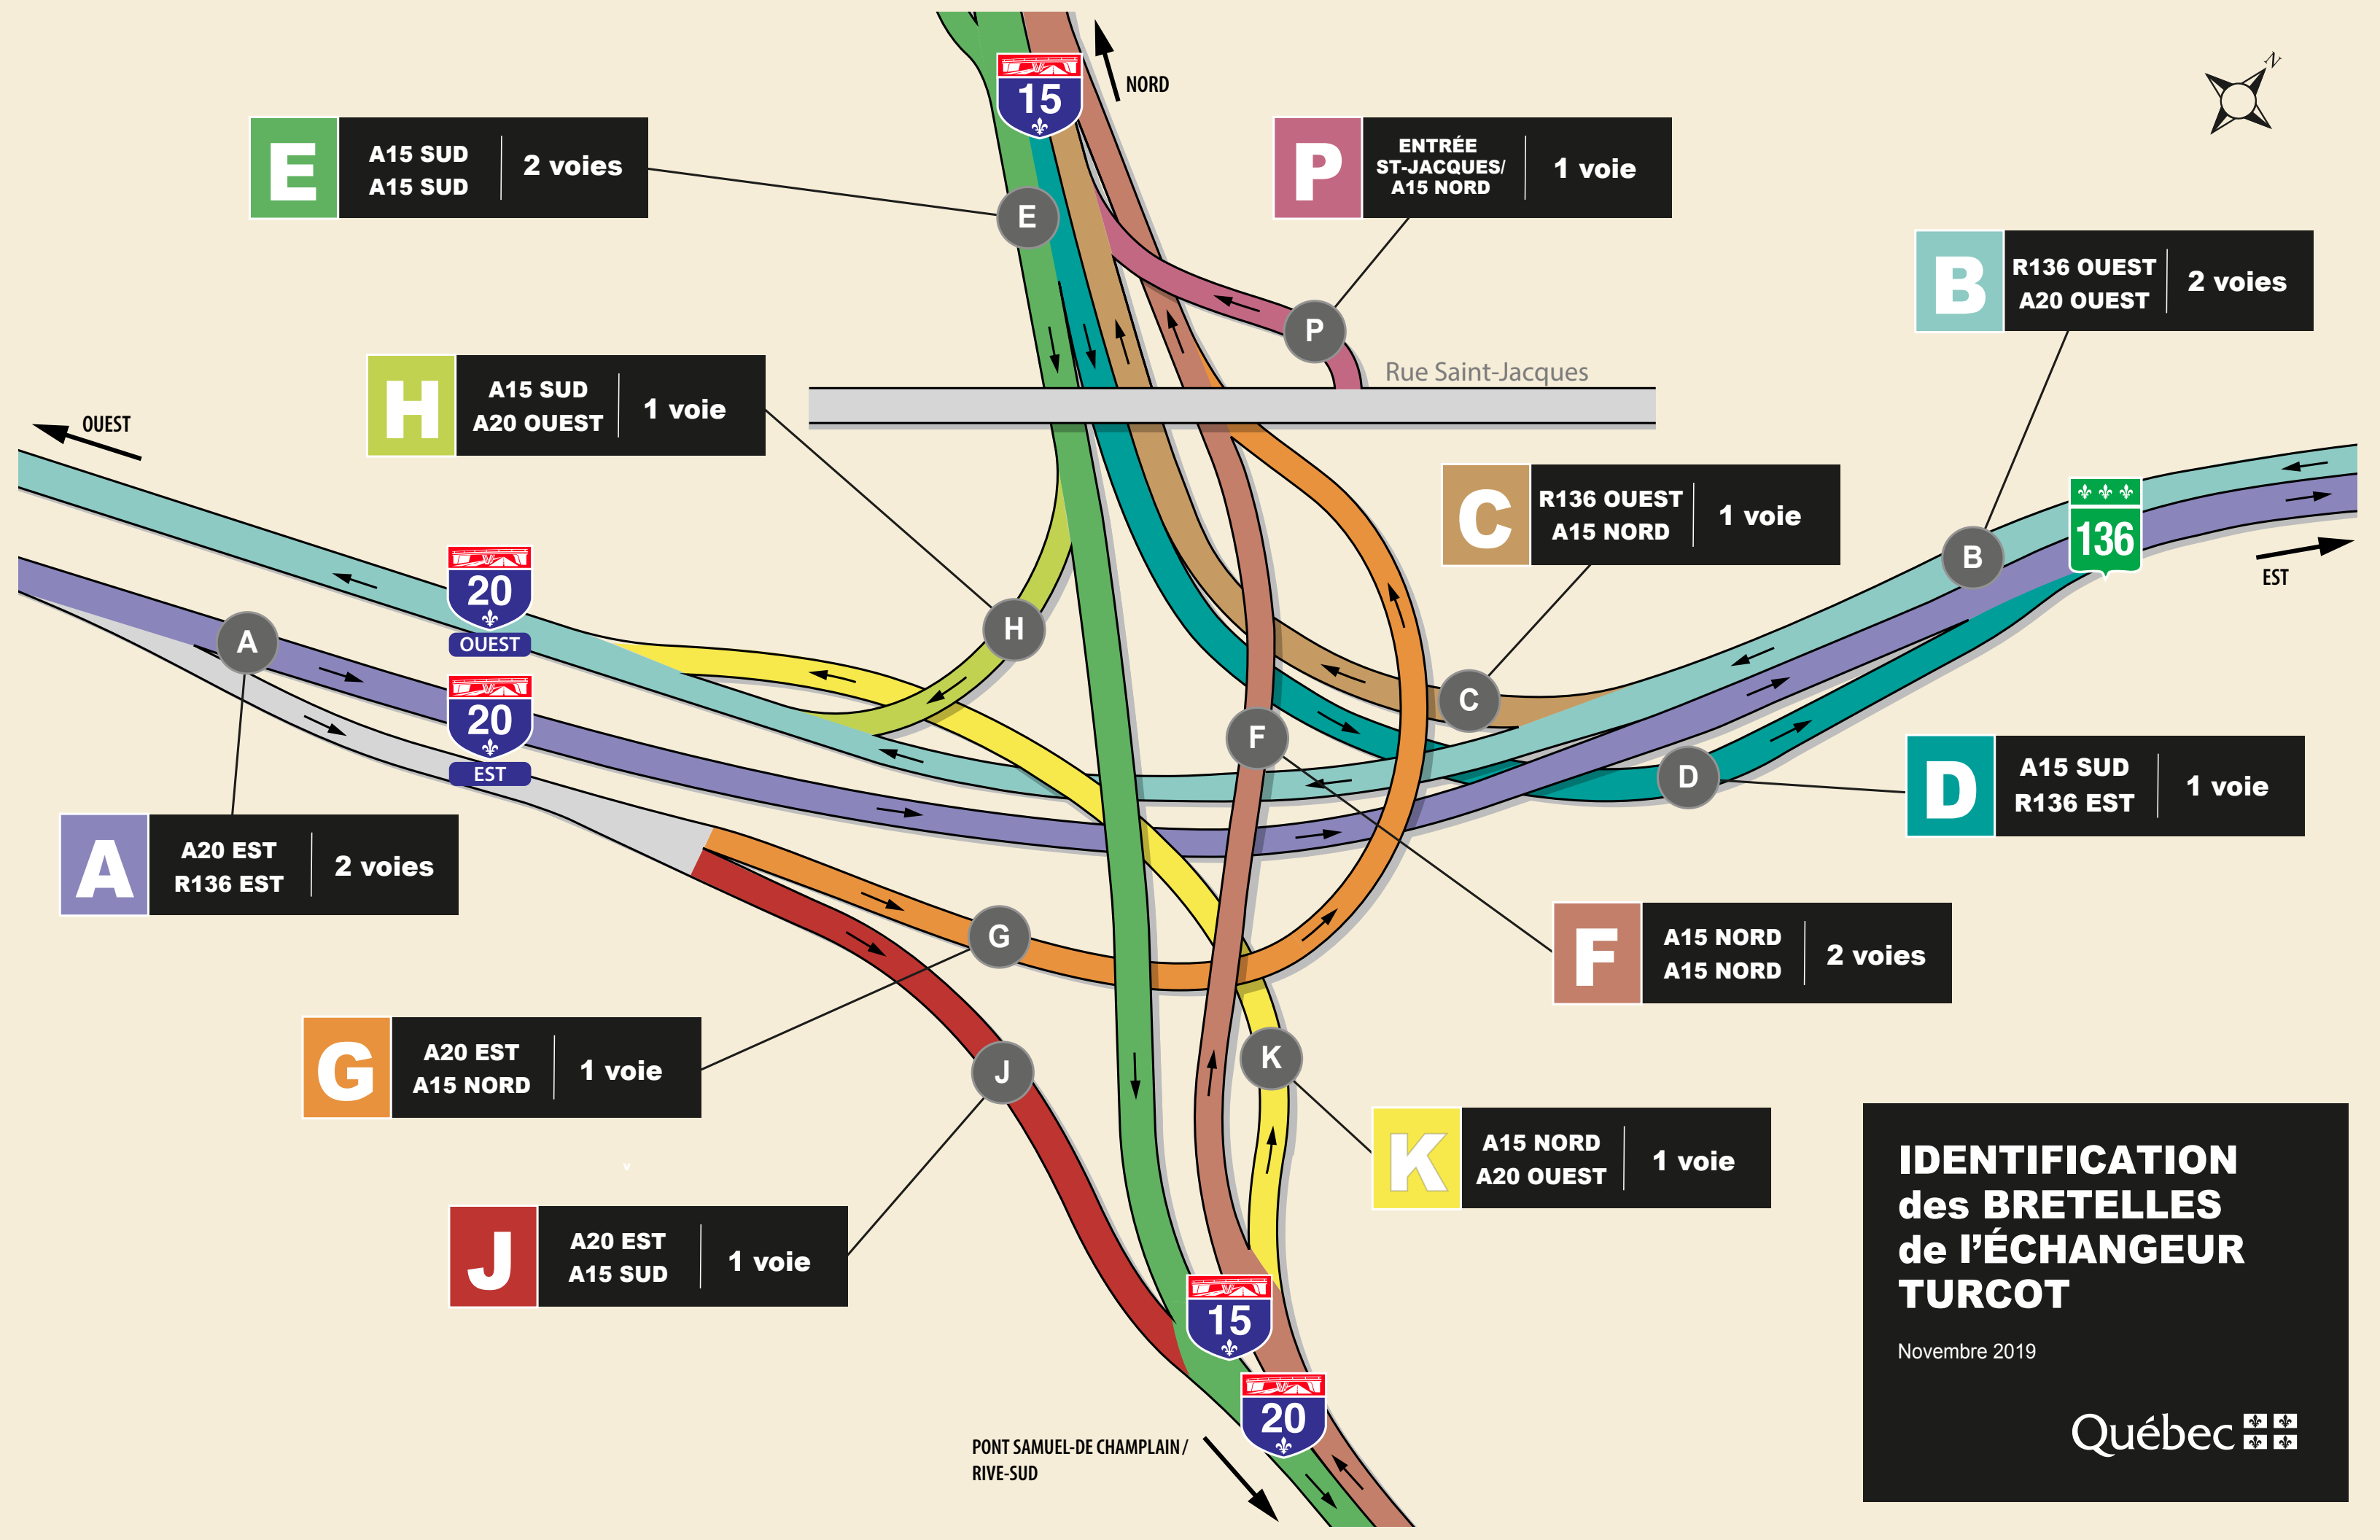 15
NORD
N
E
A15 SUD
A15 SUD
2 voies
E
P
ENTRÉE
ST-JACQUES/
A15 NORD
1 voie
P
B
R136 OUEST
A20 OUEST
2 voies
H
A15 SUD
A20 OUEST
1 voie
Rue Saint-Jacques
OUEST
C
R136 OUEST
A15 NORD
1 voie
136
EST
B
20
OUEST
A
H
20
EST
C
F
D
D
A15 SUD
R136 EST
1 voie
A
A20 EST
R136 EST
2 voies
G
F
A15 NORD
A15 NORD
2 voies
G
A20 EST
A15 NORD
1 voie
J
K
K
A15 NORD
A20 OUEST
1 voie
v
J
A20 EST
A15 SUD
1 voie
15
20
PONT SAMUEL-DE CHAMPLAIN /
RIVE-SUD
IDENTIFICATION
des BRETELLES
de l'ÉCHANGEUR
TURCOT
Novembre 2019
Québec